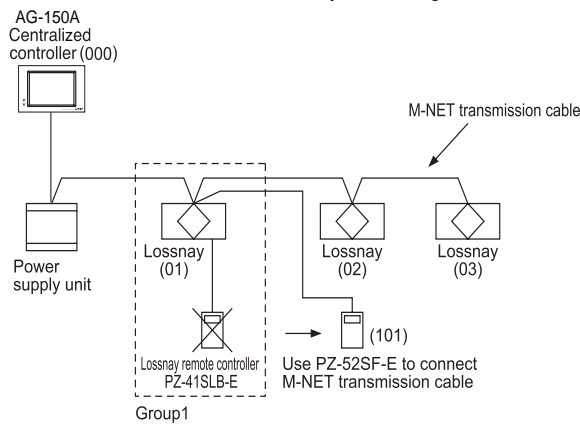 AG-150A
Centralized
controller (000)
M-NET transmission cable
Lossnay
(01)
Lossnay
(02)
Lossnay
(03)
Power
supply unit
(101)
Lossnay remote controller
PZ-41SLB-E
Use PZ-52SF-E to connect
M-NET transmission cable
Group1